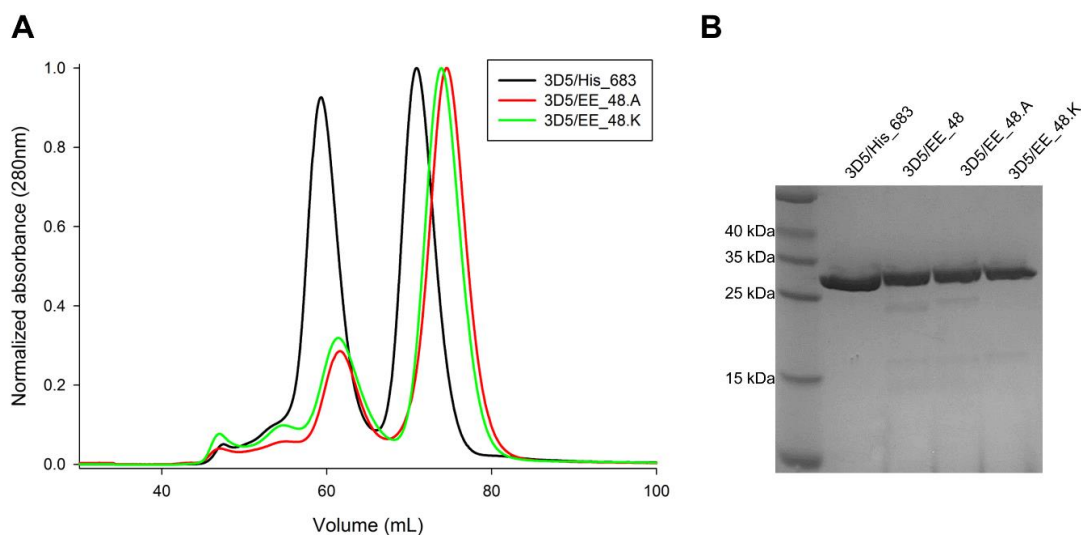 A
Normalized absorbance (280nm)
1.0
0.8
0.6
0.4
0.2
0.0
40
60
80
100
Volume (mL)
3D5/His_683
3D5/EE_48.A
3D5/EE_48.K
B
3D5/His_683
3D5/EE_48
3D5/EE_48.A
3D5/EE_48.K
40 kDa
35 kDa
25 kDa
15 kDa